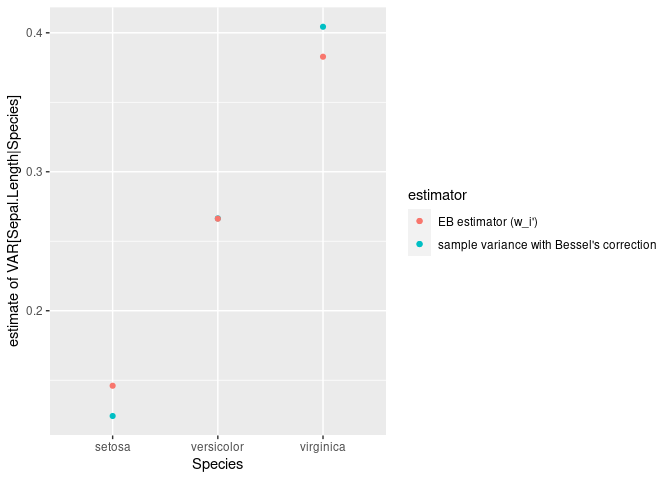 0.4
0.3
0.2
estimate of VAR[Sepal.Length|Species]
setosa versicolor virginica
Species
estimator
EB estimator (w_i')
sample variance with Bessel's correction